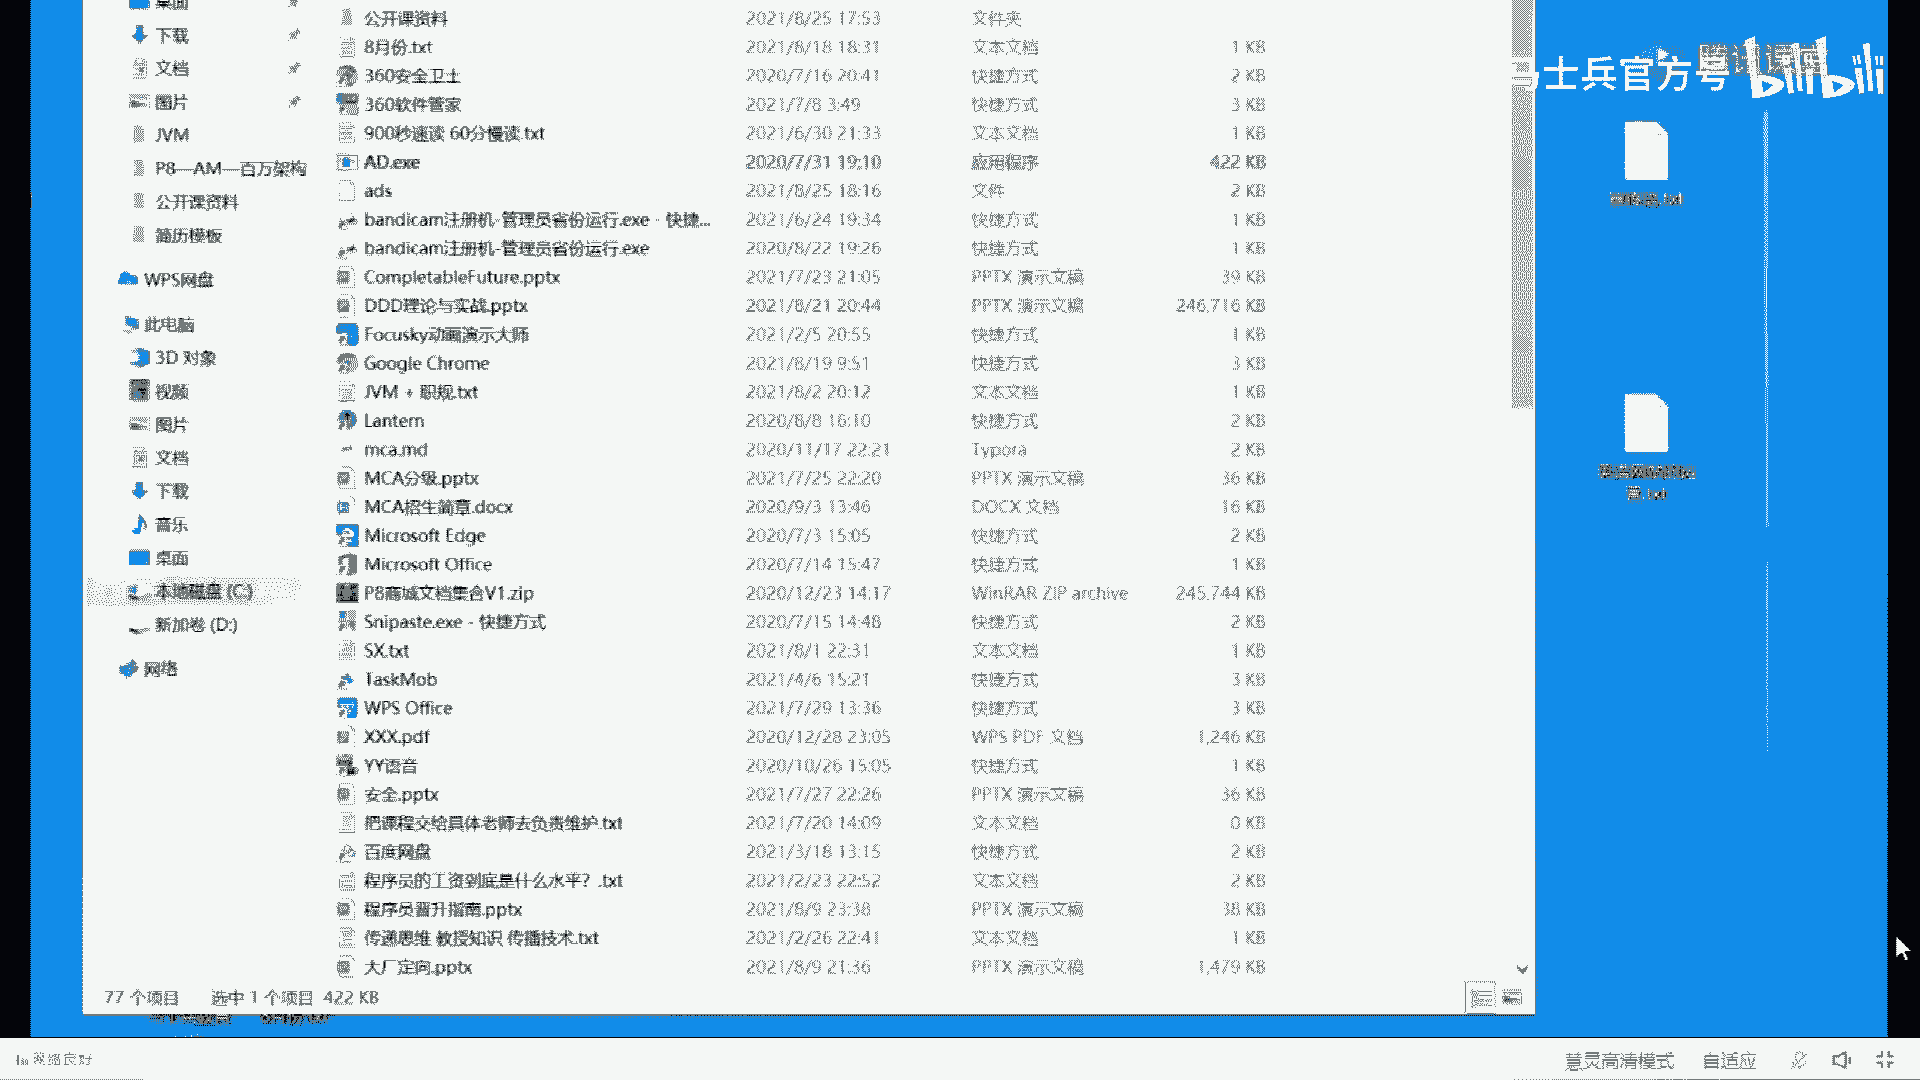 桌面
下载
文档
图片
JVM
P8—AM—百万架构
公开课资料
简历模板
WPS网盘
此电脑
3D 对象
视频
图片
文档
下载
音乐
桌面
本地磁盘 (C:)
新加卷 (D:)
网络
公开课资料 2021/8/25 17:53 文件夹
8月份.txt 2021/8/18 18:31 文本文档 1 KB
360安全卫士 2020/7/16 20:41 快捷方式 2 KB
360软件管家 2021/7/8 3:49 快捷方式 3 KB
900秒速读 60分慢读.txt 2021/6/30 21:33 文本文档 1 KB
AD.exe 2020/7/31 19:10 应用程序 422 KB
ads 2021/8/25 18:16 文件 2 KB
bandicam注册机-管理员省份运行.exe - 快捷... 2021/6/24 19:34 快捷方式 1 KB
bandicam注册机-管理员省份运行.exe 2020/8/22 19:26 快捷方式 1 KB
CompletableFuture.pptx 2021/7/23 21:05 PPTX 演示文稿 39 KB
DDD理论与实战.pptx 2021/8/21 20:44 PPTX 演示文稿 246,716 KB
Focusky动画演示大师 2021/2/5 20:55 快捷方式 1 KB
Google Chrome 2021/8/19 9:51 快捷方式 3 KB
JVM + 职规.txt 2021/8/2 20:12 文本文档 1 KB
Lantern 2020/8/8 16:10 快捷方式 2 KB
mca.md 2020/11/17 22:21 Typora 2 KB
MCA分级.pptx 2021/7/25 22:20 PPTX 演示文稿 36 KB
MCA招生简章.docx 2020/9/3 13:46 DOCX 文档 16 KB
Microsoft Edge 2020/7/3 15:05 快捷方式 2 KB
Microsoft Office 2020/7/14 15:47 快捷方式 1 KB
P8商城文档集合V1.zip 2020/12/23 14:17 WinRAR ZIP archive 245,744 KB
Snipaste.exe - 快捷方式 2020/7/15 14:48 快捷方式 2 KB
SX.txt 2021/8/1 22:31 文本文档 1 KB
TaskMob 2021/4/6 15:21 快捷方式 3 KB
WPS Office 2021/7/29 13:36 快捷方式 3 KB
XXX.pdf 2020/12/28 23:05 WPS PDF 文档 1,246 KB
YY语音 2020/10/26 15:05 快捷方式 1 KB
安全.pptx 2021/7/27 22:26 PPTX 演示文稿 36 KB
把课程交给具体老师去负责维护.txt 2021/7/20 14:09 文本文档 0 KB
百度网盘 2021/3/18 13:15 快捷方式 2 KB
程序员的工资到底是什么水平？.txt 2021/2/23 22:52 文本文档 2 KB
程序员晋升指南.pptx 2021/8/9 23:38 PPTX 演示文稿 38 KB
传递思维 教授知识 传播技术.txt 2021/2/26 22:41 文本文档 1 KB
大厂定向.pptx 2021/8/9 21:36 PPTX 演示文稿 1,479 KB
77 个项目 选中 1 个项目 422 KB
士兵官方号 bilibili
网络良好
慧灵高清模式 自适应